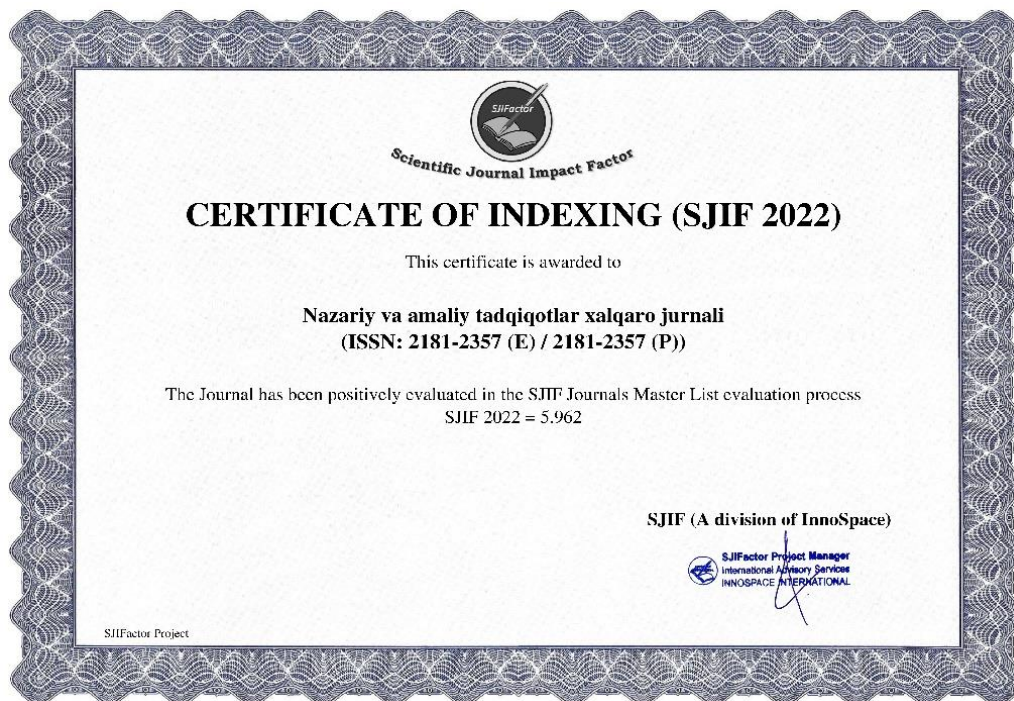 SJIFactor
Scientific Journal Impact Factor
CERTIFICATE OF INDEXING (SJIF 2022)
This certificate is awarded to
Nazariy va amaliy tadqiqotlar xalqaro jurnali
(ISSN: 2181-2357 (E) / 2181-2357 (P))
The Journal has been positively evaluated in the SJIF Journals Master List evaluation process
SJIF 2022 = 5.962
SJIF (A division of InnoSpace)
SJIFactor Project Manager
International Advisory Services
INNOSPACE INTERNATIONAL
SJIFactor Project